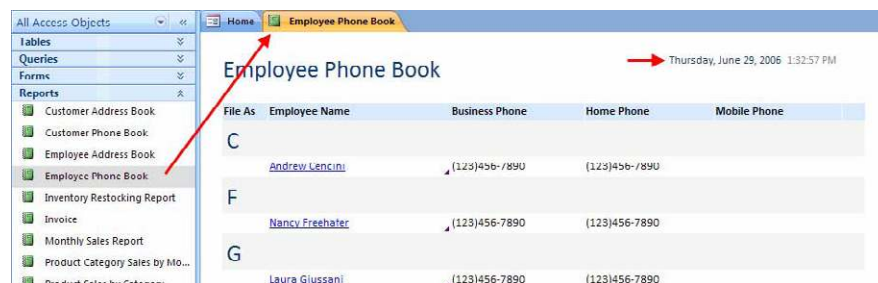 All Access Objects «
Tables
Queries
Forms
Reports
Customer Address Book
Customer Phone Book
Employee Address Book
Employee Phone Book
Inventory Restocking Report
Invoice
Monthly Sales Report
Product Category Sales by Mo...
Product Sales by Category
Home Employee Phone Book
Thursday, June 29, 2006 1:32:57 PM
Employee Phone Book
File As Employee Name Business Phone Home Phone Mobile Phone
C
Andrew Cencini (123)456-7890 (123)456-7890
F
Nancy Freehafer (123)456-7890 (123)456-7890
G
Laura Giussani (123)456-7890 (123)456-7890